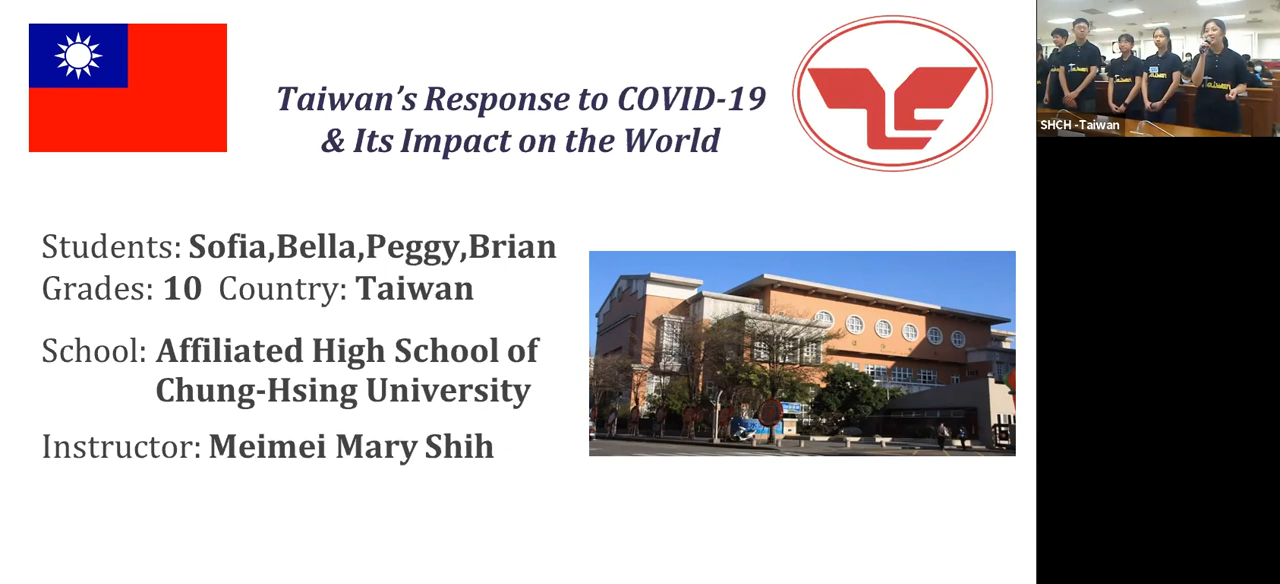 Taiwan's Response to COVID-19
& Its Impact on the World
SHCH -Taiwan
Students: Sofia,Bella,Peggy,Brian
Grades: 10 Country: Taiwan
School: Affiliated High School of
Chung-Hsing University
Instructor: Meimei Mary Shih